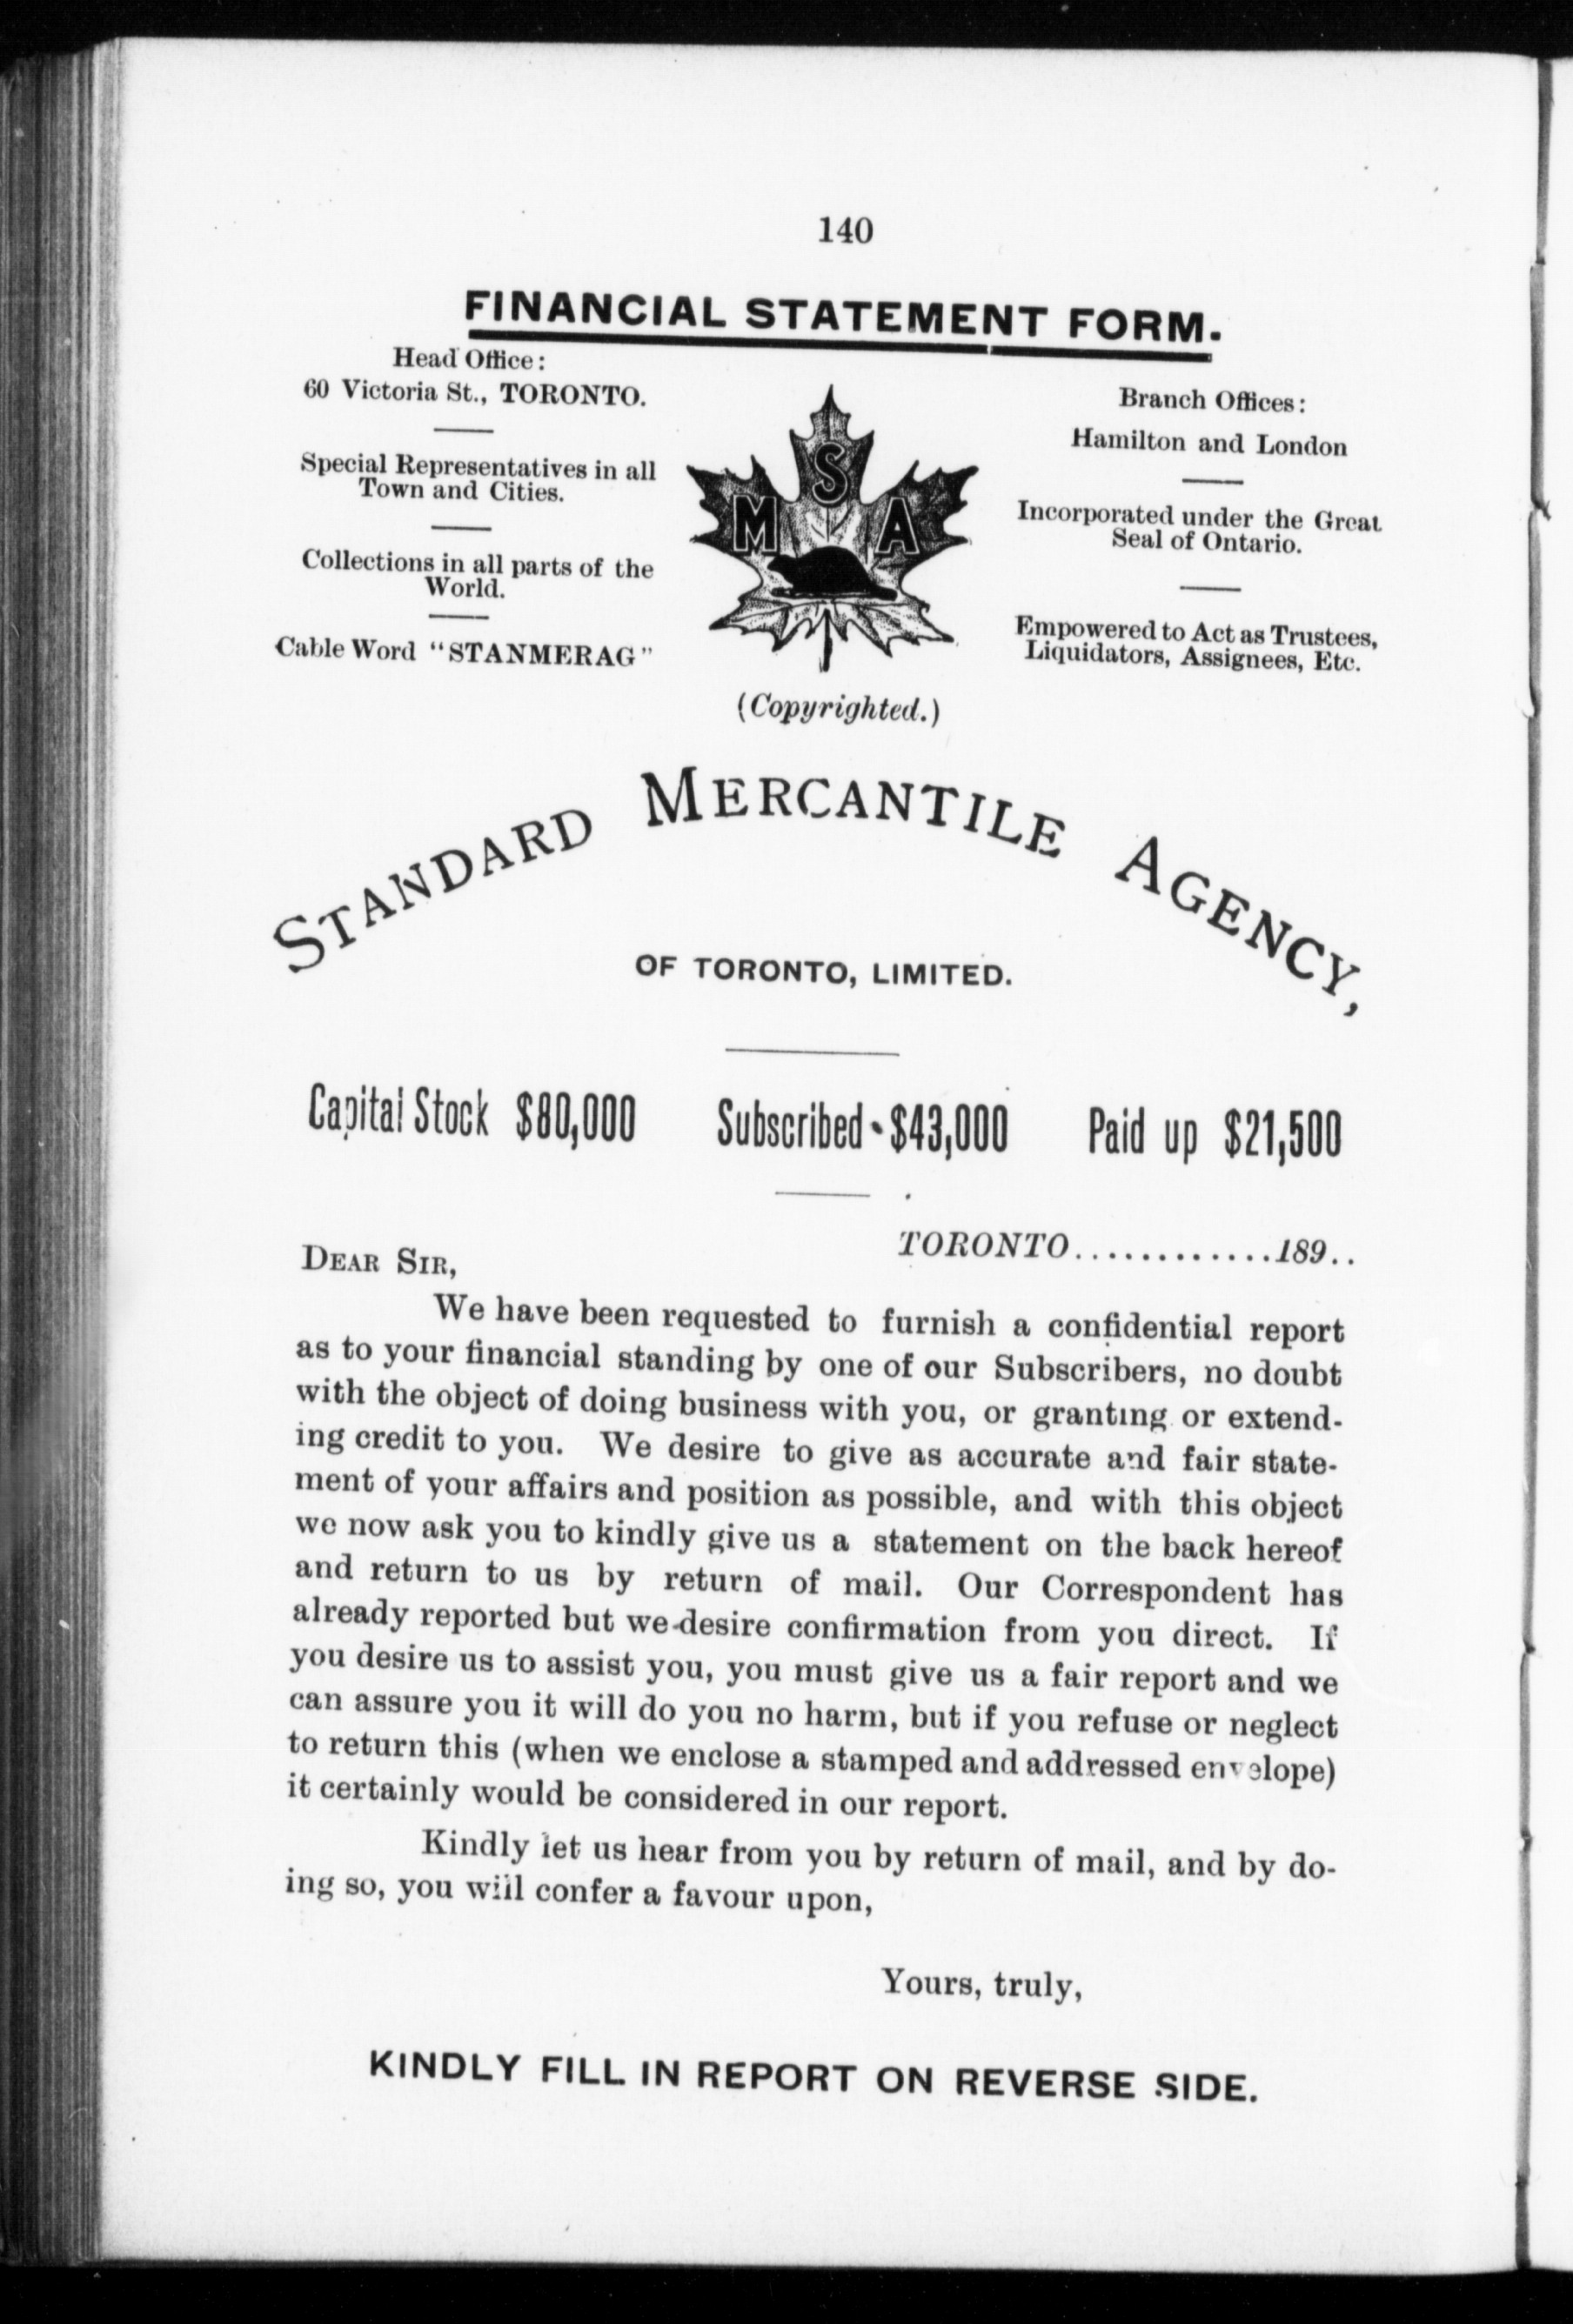 140
FINANCIAL STATEMENT FORM.
Head Office:
60 Victoria St., TORONTO.
Special Representatives in all
Town and Cities.
Collections in all parts of the
World.
Cable Word "STANMERAG"
M S A
(Copyrighted.)
Branch Offices:
Hamilton and London
Incorporated under the Great
Seal of Ontario.
Empowered to Act as Trustees,
Liquidators, Assignees, Etc.
STANDARD MERCANTILE AGENCY,
OF TORONTO, LIMITED.
Capital Stock $80,000 Subscribed - $43,000 Paid up $21,500
TORONTO.............189..
DEAR SIR,
We have been requested to furnish a confidential report
as to your financial standing by one of our Subscribers, no doubt
with the object of doing business with you, or granting or extend-
ing credit to you. We desire to give as accurate and fair state-
ment of your affairs and position as possible, and with this object
we now ask you to kindly give us a statement on the back hereof
and return to us by return of mail. Our Correspondent has
already reported but we desire confirmation from you direct. If
you desire us to assist you, you must give us a fair report and we
can assure you it will do you no harm, but if you refuse or neglect
to return this (when we enclose a stamped and addressed envelope)
it certainly would be considered in our report.
Kindly let us hear from you by return of mail, and by do-
ing so, you will confer a favour upon,
Yours, truly,
KINDLY FILL IN REPORT ON REVERSE SIDE.